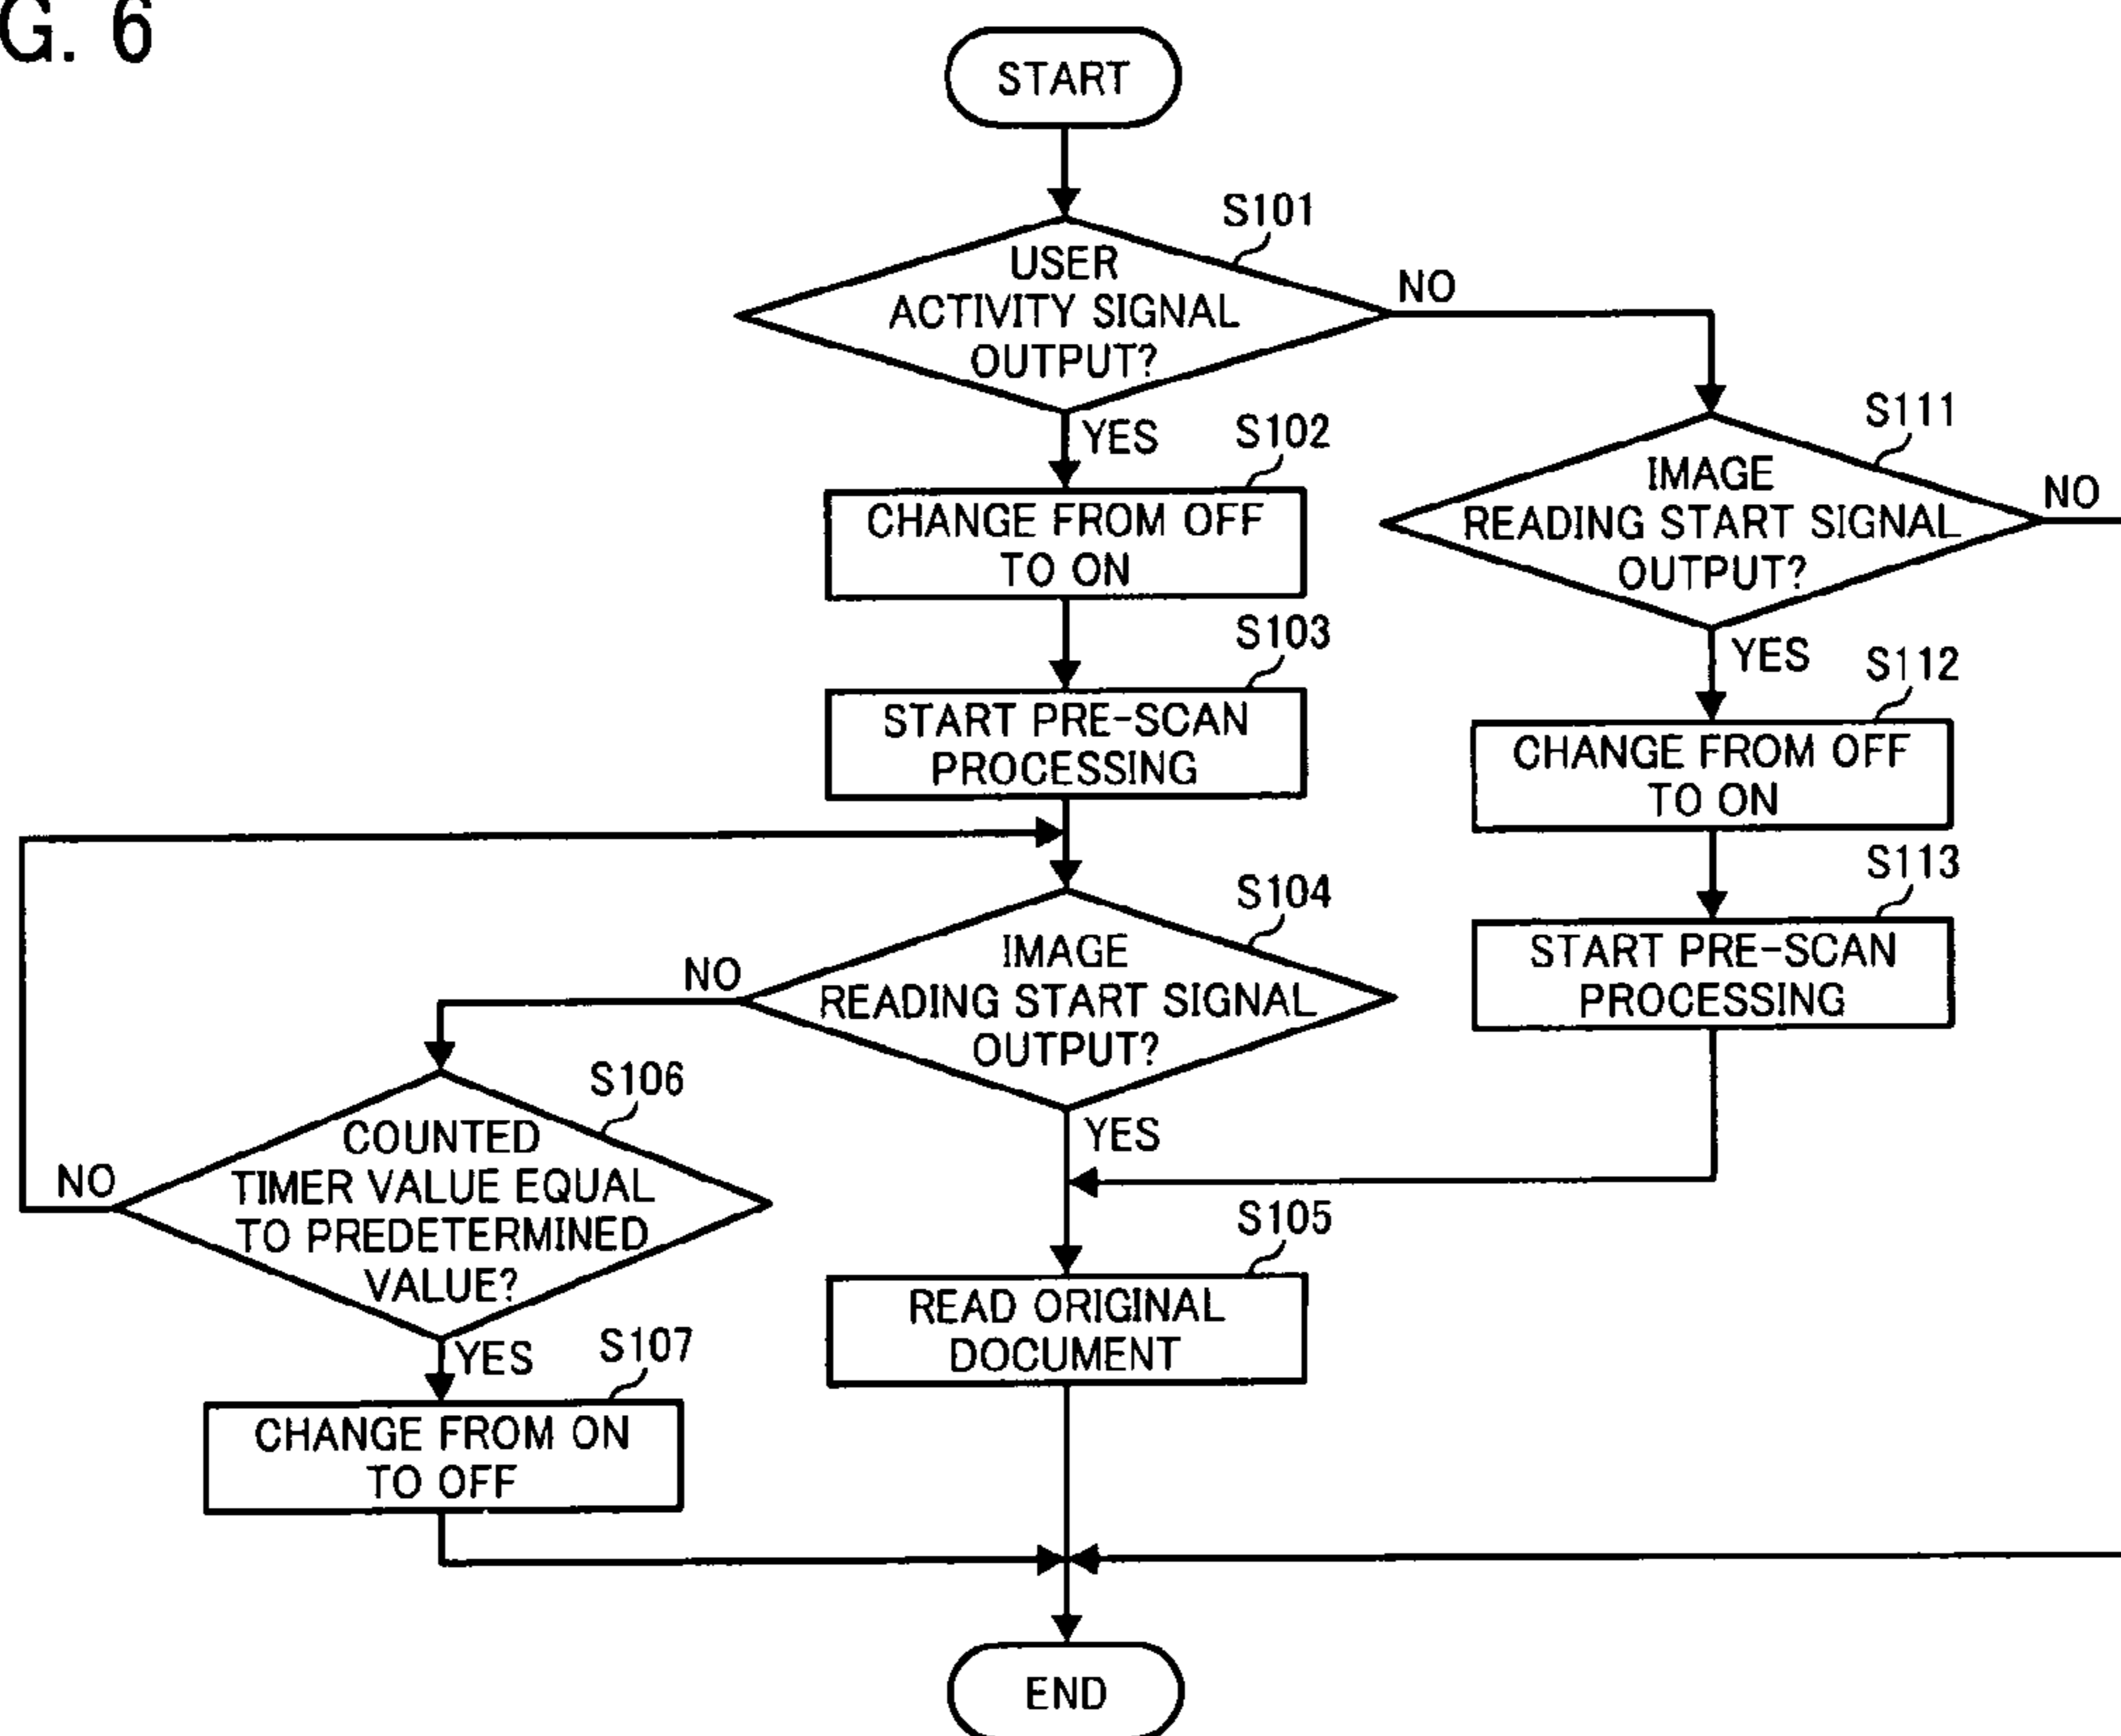 G. 6
START
S101
USER
ACTIVITY SIGNAL
OUTPUT?
NO
YES
S102
CHANGE FROM OFF
TO ON
S103
START PRE-SCAN
PROCESSING
S111
IMAGE
READING START SIGNAL
OUTPUT?
NO
YES
S112
CHANGE FROM OFF
TO ON
S113
START PRE-SCAN
PROCESSING
S104
IMAGE
READING START SIGNAL
OUTPUT?
NO
YES
S106
COUNTED
TIMER VALUE EQUAL
TO PREDETERMINED
VALUE?
NO
YES
S105
READ ORIGINAL
DOCUMENT
S107
CHANGE FROM ON
TO OFF
END